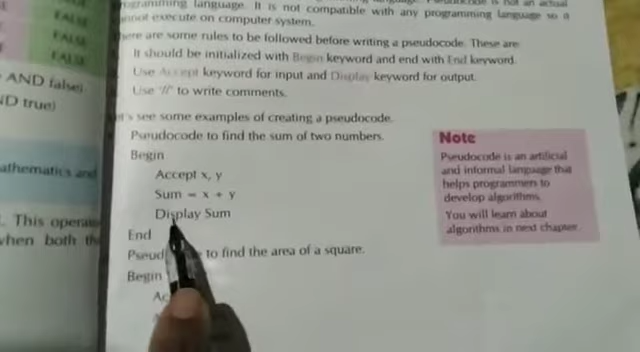 FALSE
FALSE
FALSE
AND false)
ND true)
athematics and
. This
when both
programming language. It is not compatible with any programming language so a
cannot execute on computer system.
There are some rules to be followed before writing a pseudocode. These are
It should be initialized with Begin keyword and end with End keyword.
Use Accept keyword for input and Display keyword for output.
Use '//' to write comments.
Let's see some examples of creating a pseudocode.
Pseudocode to find the sum of two numbers.
Begin
Accept x, y
Sum = x + y
Display Sum
End
Pseud to find the area of a square.
Begin
Note
Pseudocode is an artificial
and informal language that
helps programmers to
develop algorithms.
You will learn about
algorithms in next chapter.